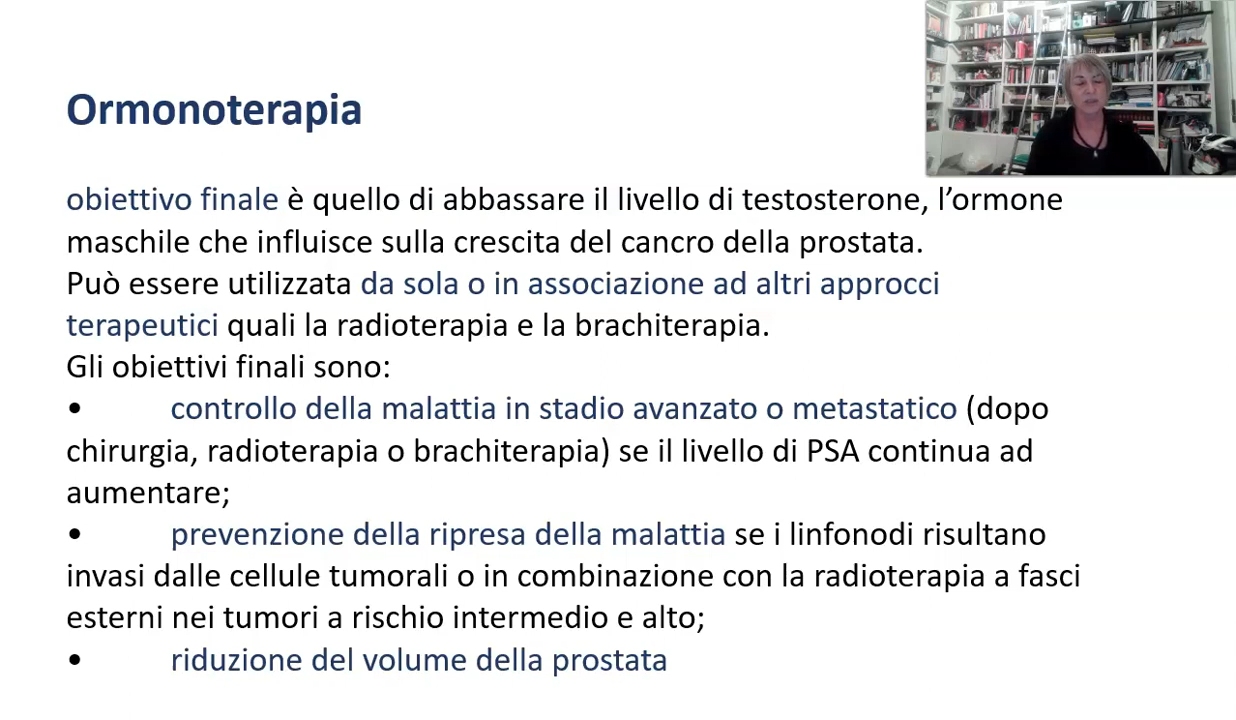 Ormonoterapia
obiettivo finale è quello di abbassare il livello di testosterone, l’ormone
maschile che influisce sulla crescita del cancro della prostata.
Può essere utilizzata da sola o in associazione ad altri approcci
terapeutici quali la radioterapia e la brachiterapia.
Gli obiettivi finali sono:
• controllo della malattia in stadio avanzato o metastatico (dopo
chirurgia, radioterapia o brachiterapia) se il livello di PSA continua ad
aumentare;
• prevenzione della ripresa della malattia se i linfonodi risultano
invasi dalle cellule tumorali o in combinazione con la radioterapia a fasci
esterni nei tumori a rischio intermedio e alto;
• riduzione del volume della prostata